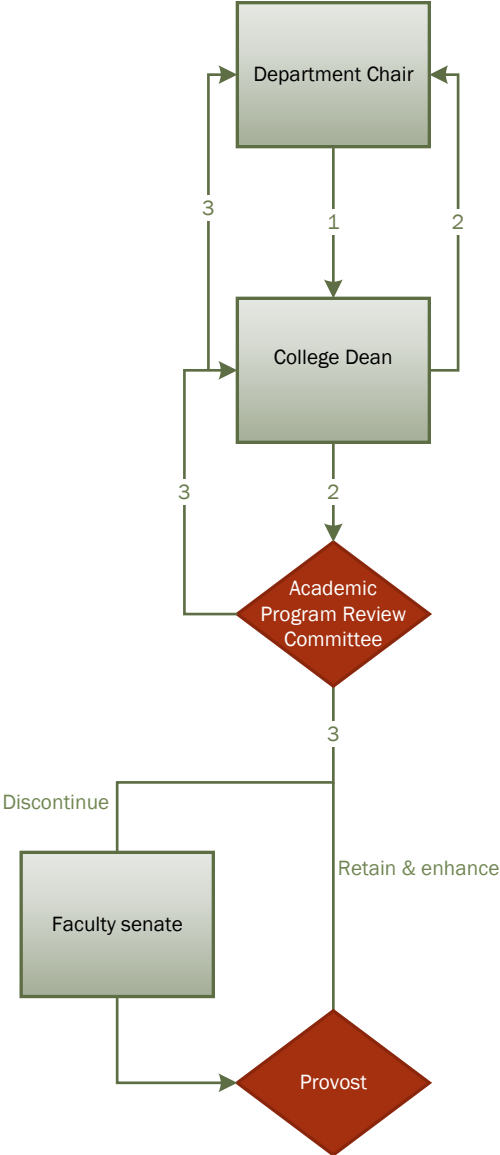 Department Chair
3
1
2
College Dean
3
2
Academic
Program Review
Committee
3
Discontinue
Retain & enhance
Faculty senate
Provost